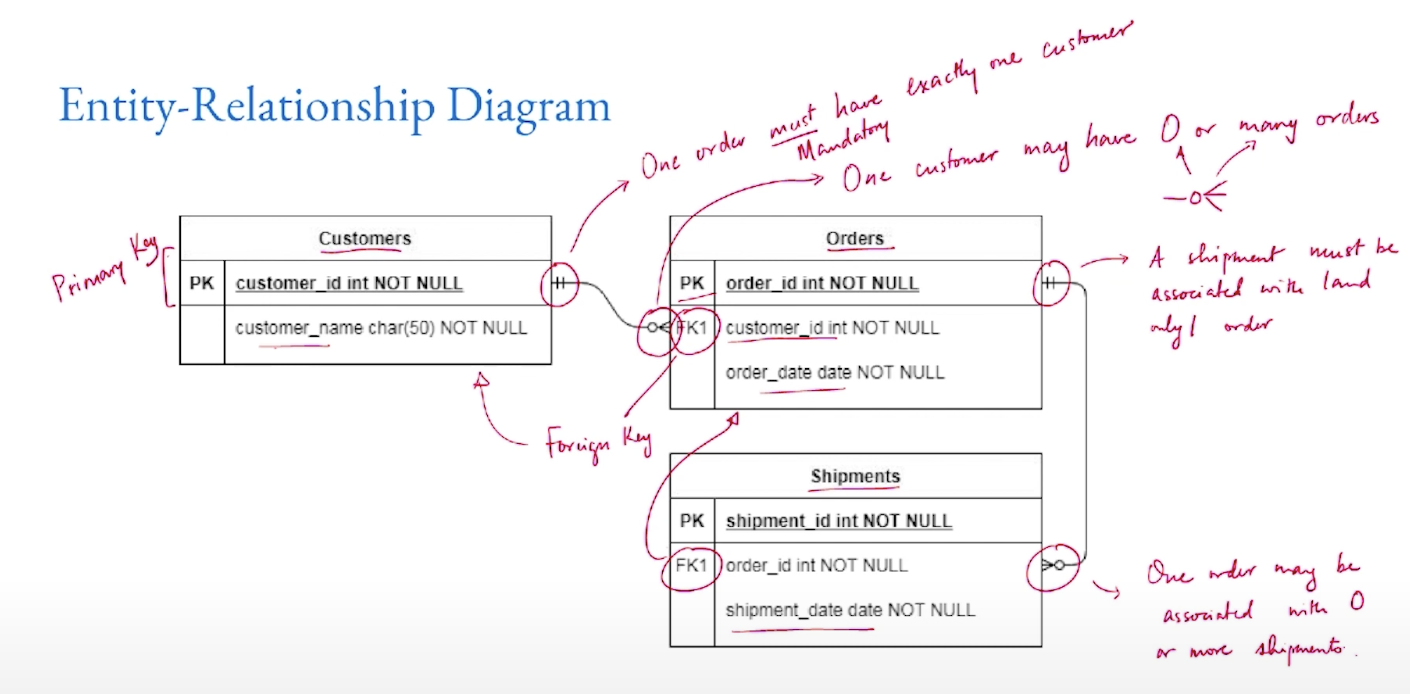 Entity-Relationship Diagram
One order must have exactly one customer
Mandatory
One customer may have 0 or many orders
Primary Key
Customers
PK customer_id int NOT NULL
customer_name char(50) NOT NULL
Orders
PK order_id int NOT NULL
FK1 customer_id int NOT NULL
order_date date NOT NULL
A shipment must be
associated with 1 and
only 1 order
Foreign Key
Shipments
PK shipment_id int NOT NULL
FK1 order_id int NOT NULL
shipment_date date NOT NULL
One order may be
associated with 0
or more shipments.